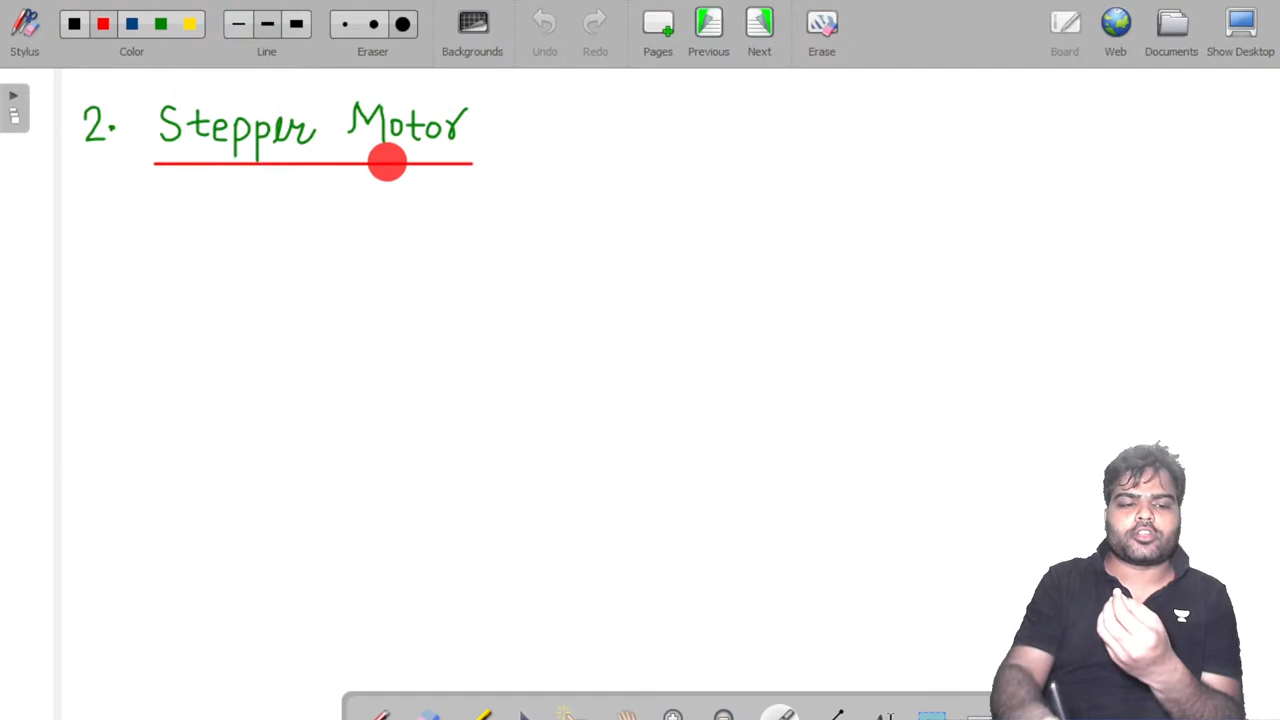 Stylus
Color
Line
Eraser
Backgrounds
Undo
Redo
Pages
Previous
Next
Erase
Board
Web
Documents
Show Desktop
2. Stepper Motor